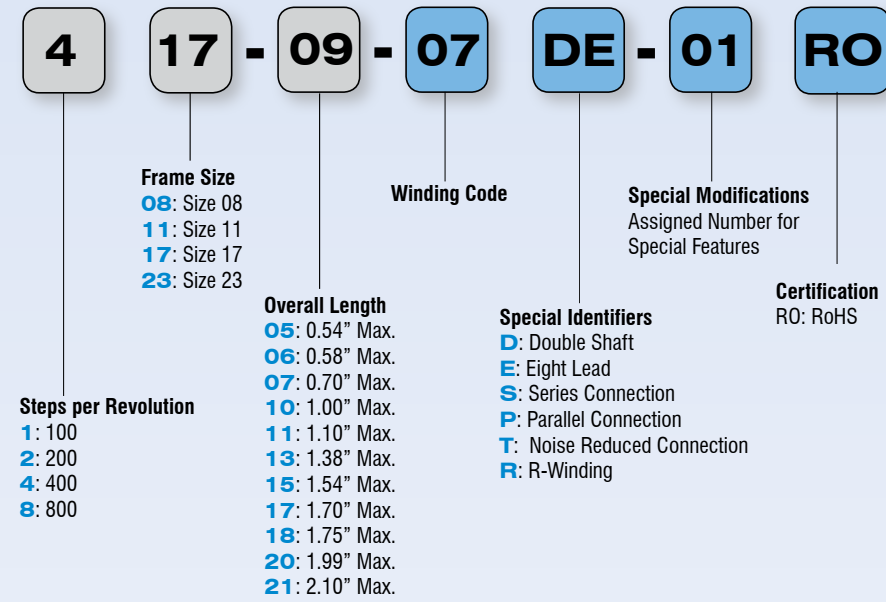 4 17 - 09 - 07 DE - 01 RO
Frame Size
08: Size 08
11: Size 11
17: Size 17
23: Size 23
Winding Code
Special Modifications
Assigned Number for
Special Features
Certification
RO: RoHS
Overall Length
05: 0.54” Max.
06: 0.58” Max.
07: 0.70” Max.
10: 1.00” Max.
11: 1.10” Max.
13: 1.38” Max.
15: 1.54” Max.
17: 1.70” Max.
18: 1.75” Max.
20: 1.99” Max.
21: 2.10” Max.
Special Identifiers
D: Double Shaft
E: Eight Lead
S: Series Connection
P: Parallel Connection
T: Noise Reduced Connection
R: R-Winding
Steps per Revolution
1: 100
2: 200
4: 400
8: 800